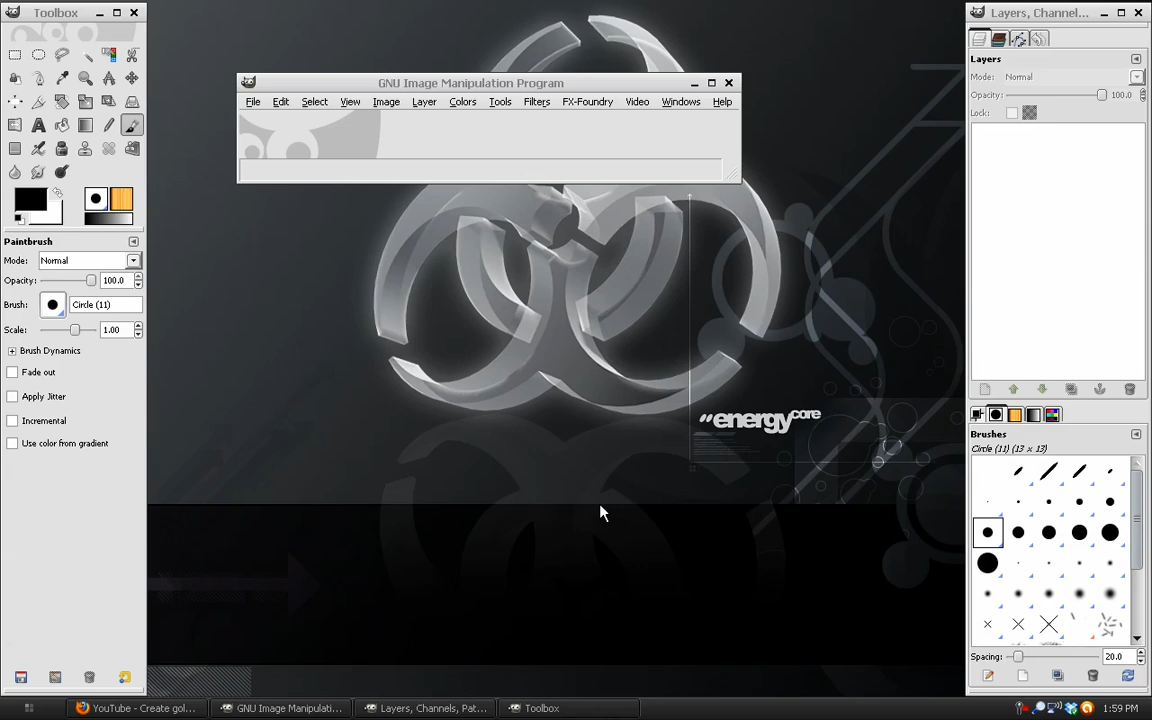 Toolbox
Paintbrush
Mode: Normal
Opacity: 100.0
Brush: Circle (11)
Scale: 1.00
Brush Dynamics
Fade out
Apply Jitter
Incremental
Use color from gradient
GNU Image Manipulation Program
File Edit Select View Image Layer Colors Tools Filters FX-Foundry Video Windows Help
energycore
Layers, Channel...
Layers
Mode: Normal
Opacity: 100.0
Lock:
Brushes
Circle (11) (13 x 13)
Spacing: 20.0
YouTube - Create gol...
GNU Image Manipulati...
Layers, Channels, Pat...
Toolbox
1:59 PM